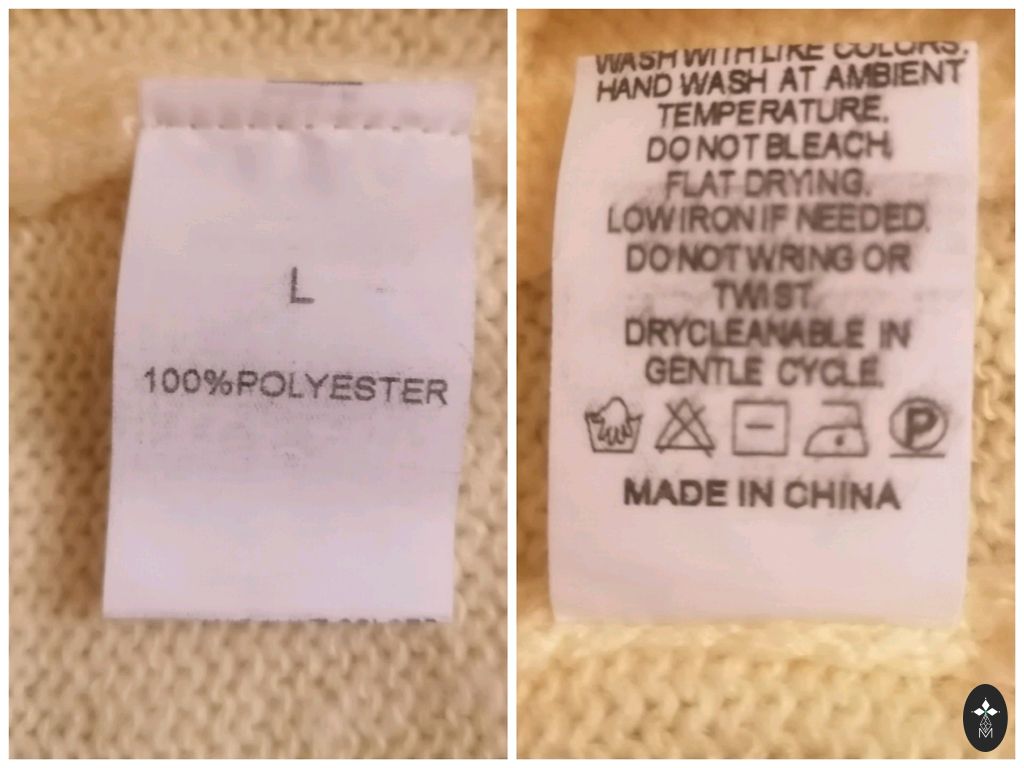 L
100%POLYESTER
WASH WITH LIKE COLORS.
HAND WASH AT AMBIENT
TEMPERATURE.
DO NOT BLEACH.
FLAT DRYING.
LOW IRON IF NEEDED.
DO NOT WRING OR
TWIST.
DRYCLEANABLE IN
GENTLE CYCLE.
P
MADE IN CHINA
M